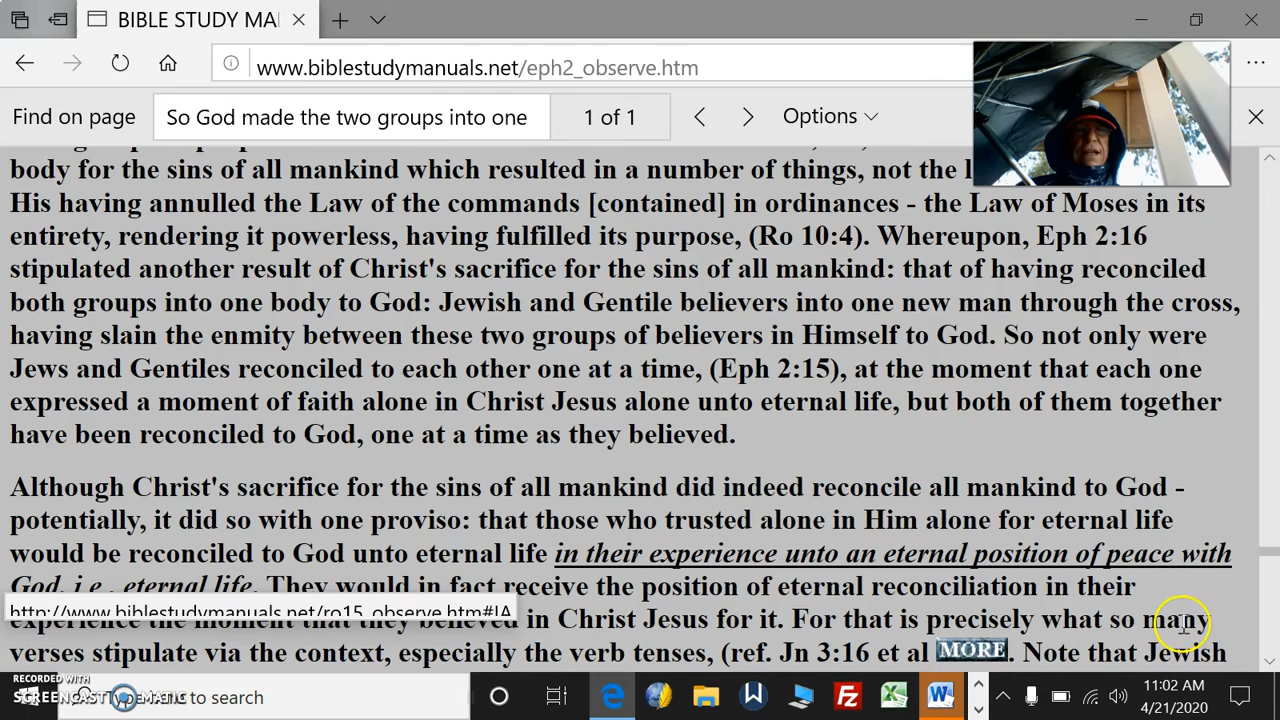 BIBLE STUDY MA
www.biblestudymanuals.net/eph2_observe.htm
Find on page
So God made the two groups into one
1 of 1
Options
body for the sins of all mankind which resulted in a number of things, not the l
His having annulled the Law of the commands [contained] in ordinances - the Law of Moses in its
entirety, rendering it powerless, having fulfilled its purpose, (Ro 10:4). Whereupon, Eph 2:16
stipulated another result of Christ's sacrifice for the sins of all mankind: that of having reconciled
both groups into one body to God: Jewish and Gentile believers into one new man through the cross,
having slain the enmity between these two groups of believers in Himself to God. So not only were
Jews and Gentiles reconciled to each other one at a time, (Eph 2:15), at the moment that each one
expressed a moment of faith alone in Christ Jesus alone unto eternal life, but both of them together
have been reconciled to God, one at a time as they believed.
Although Christ's sacrifice for the sins of all mankind did indeed reconcile all mankind to God -
potentially, it did so with one proviso: that those who trusted alone in Him alone for eternal life
would be reconciled to God unto eternal life in their experience unto an eternal position of peace with
God, i.e., eternal life. They would in fact receive the position of eternal reconciliation in their
http://www.biblestudymanuals.net/ro15_observe.htm#IA
experience the moment that they believed in Christ Jesus for it. For that is precisely what so many
verses stipulate via the context, especially the verb tenses, (ref. Jn 3:16 et al MORE. Note that Jewish
RECORDED WITH
SCREENCAST MATIC
Type here to search
11:02 AM
4/21/2020